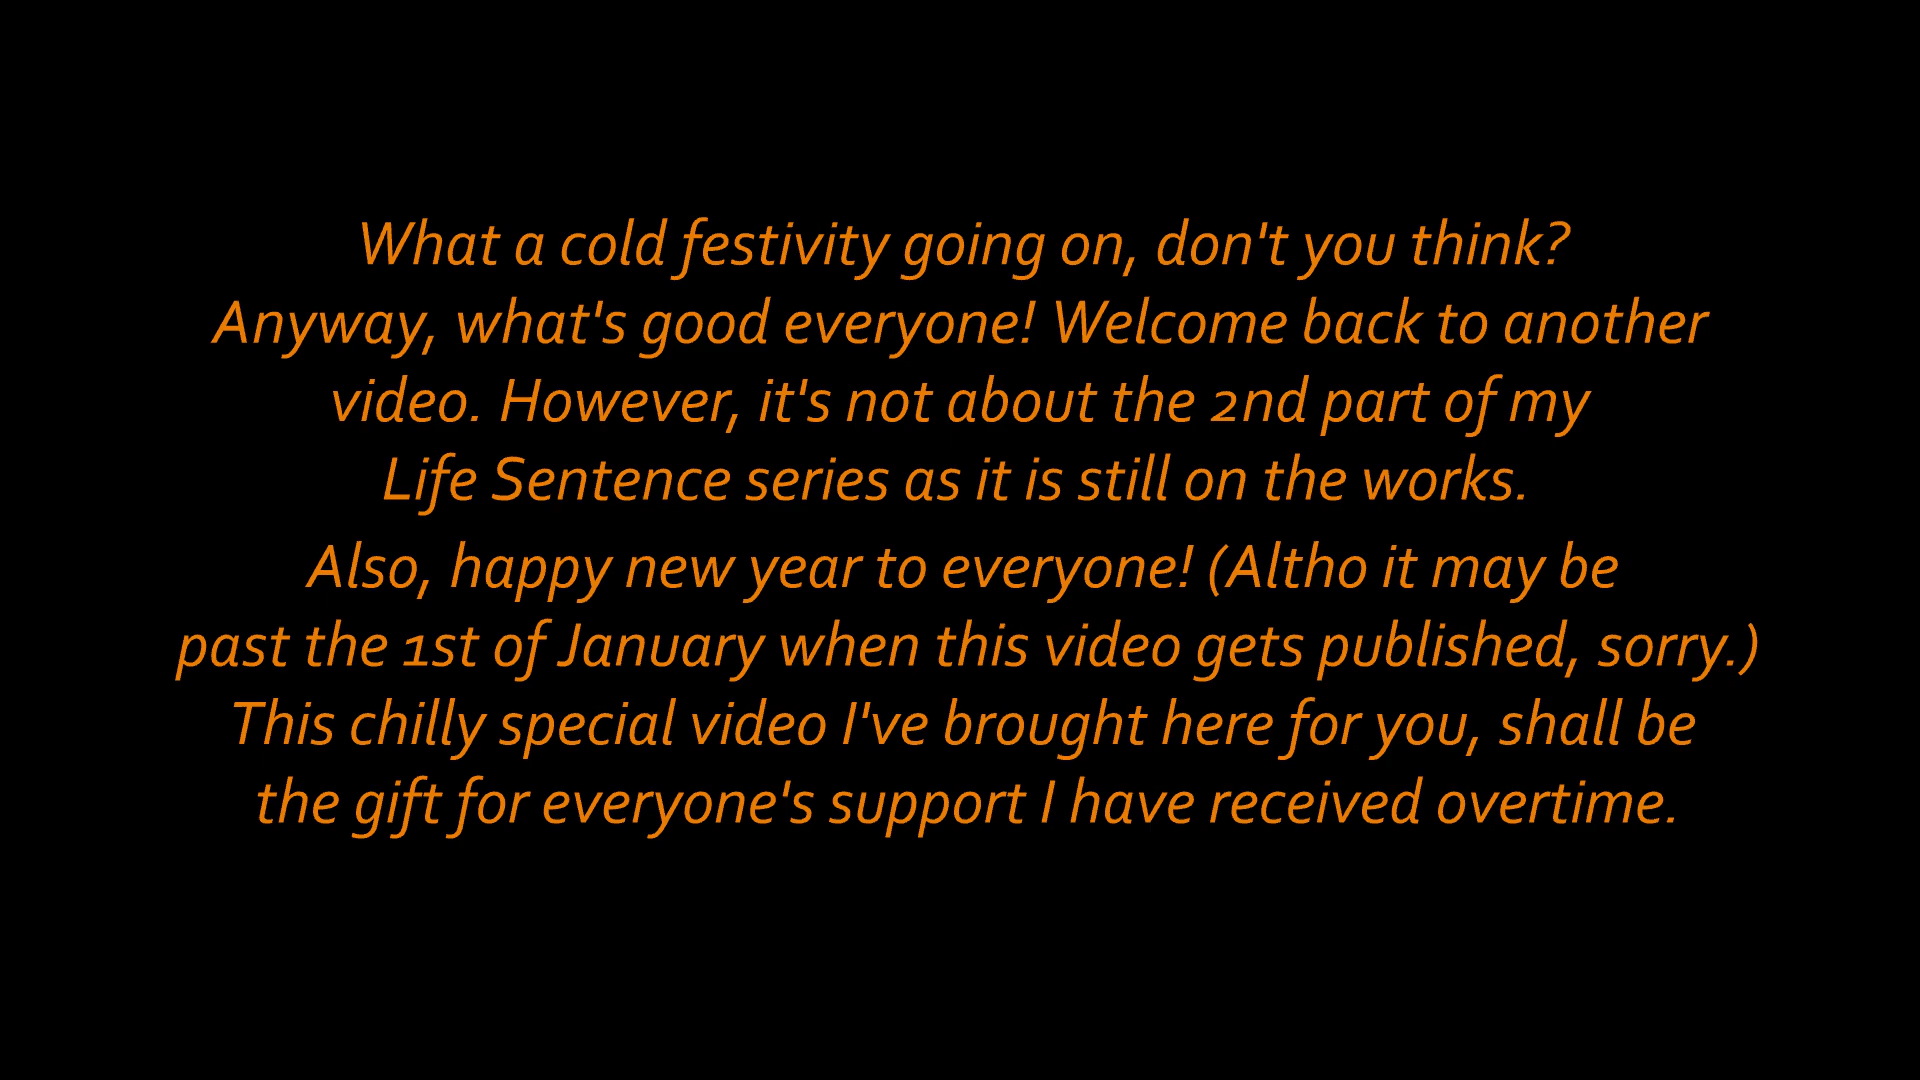 What a cold festivity going on, don't you think?
Anyway, what's good everyone! Welcome back to another
video. However, it's not about the 2nd part of my
Life Sentence series as it is still on the works.
Also, happy new year to everyone! (Altho it may be
past the 1st of January when this video gets published, sorry.)
This chilly special video I've brought here for you, shall be
the gift for everyone's support I have received overtime.